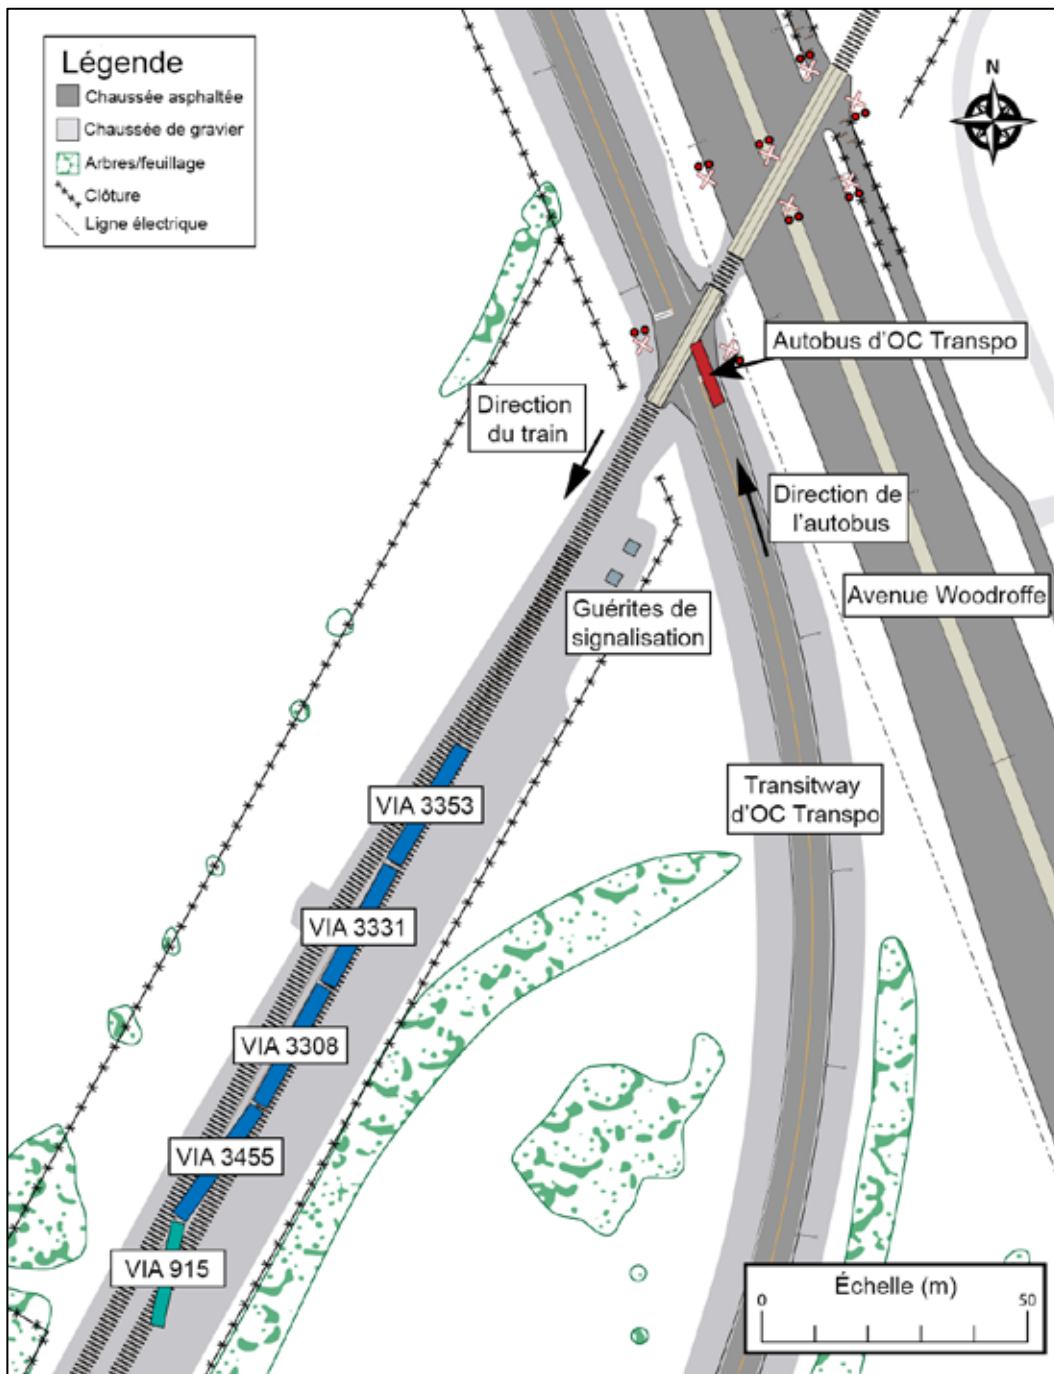 Légende
Chaussée asphaltée
Chaussée de gravier
Arbres/feuillage
Clôture
Ligne électrique
N
Autobus d'OC Transpo
Direction
du train
Direction de
l'autobus
Avenue Woodroffe
Guérites de
signalisation
Transitway
d'OC Transpo
VIA 3353
VIA 3331
VIA 3308
VIA 3455
VIA 915
Échelle (m)
0 50